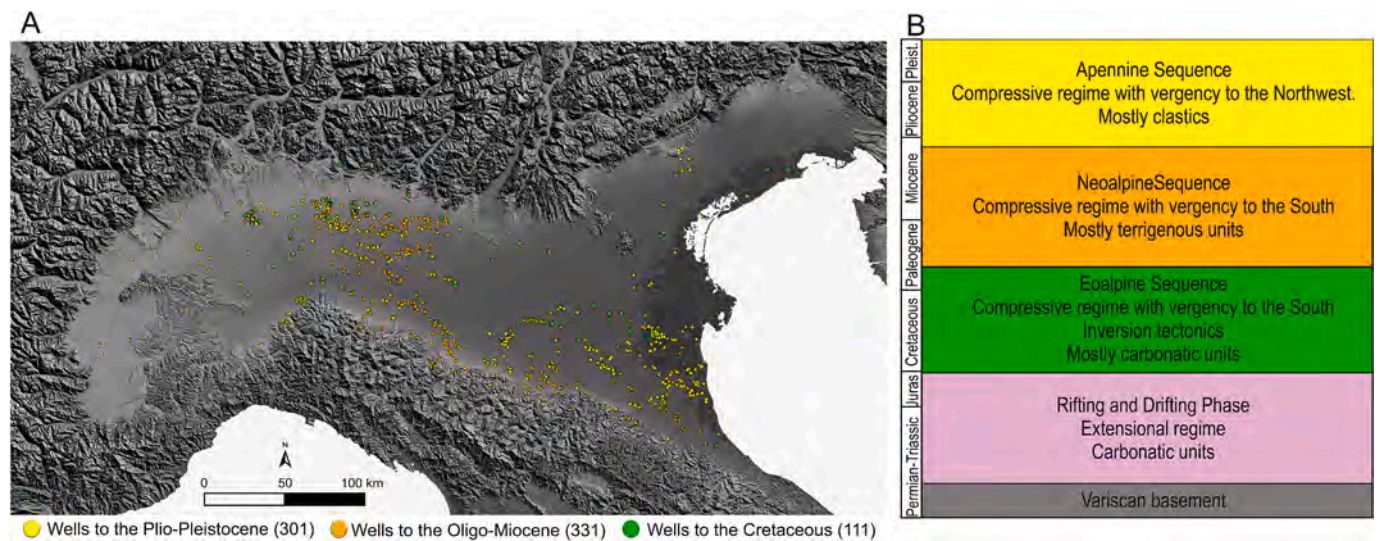 A
N
0 50 100 km
Wells to the Plio-Pleistocene (301) Wells to the Oligo-Miocene (331) Wells to the Cretaceous (111)
B
Pleist.
Pliocene
Miocene
Paleogene
Cretaceous
Juras
Permian-Triassic
Apennine Sequence
Compressive regime with vergency to the Northwest.
Mostly clastics
NeoalpineSequence
Compressive regime with vergency to the South
Mostly terrigenous units
Eoalpine Sequence
Compressive regime with vergency to the South
Inversion tectonics
Mostly carbonatic units
Rifting and Drifting Phase
Extensional regime
Carbonatic units
Variscan basement